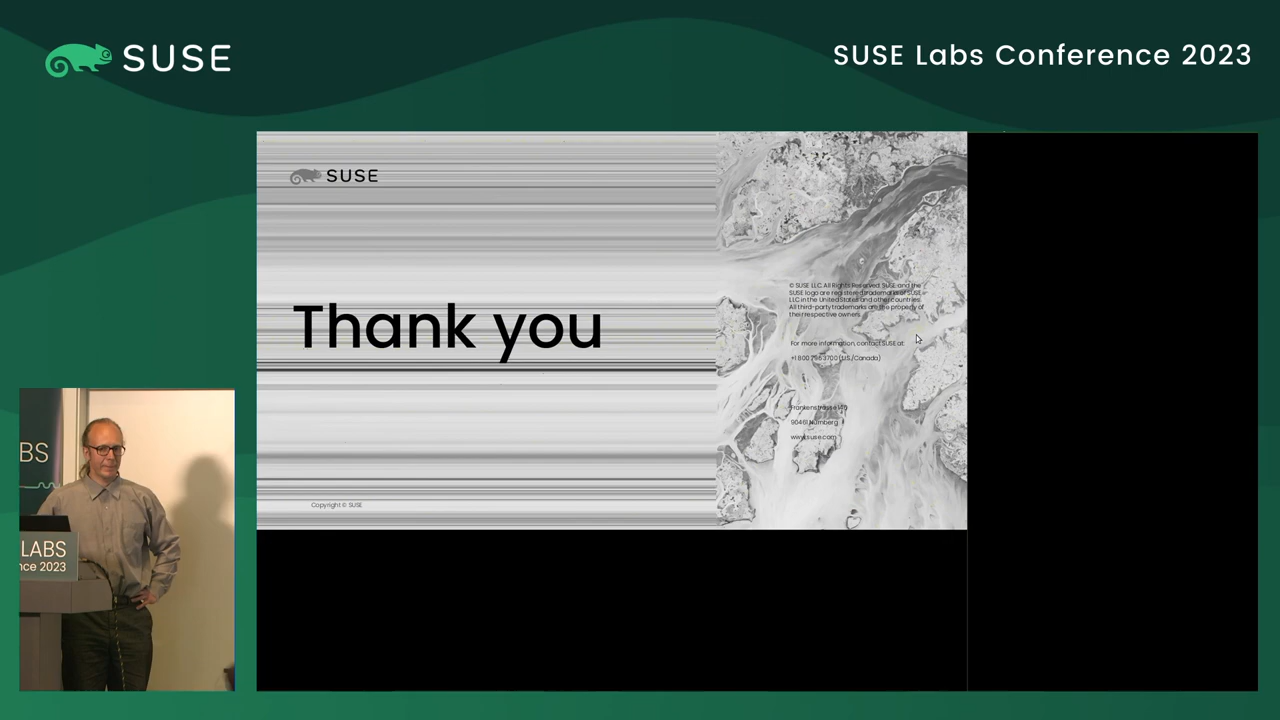 SUSE
SUSE Labs Conference 2023
SUSE
Thank you
© SUSE LLC. All Rights Reserved. SUSE and the
SUSE logo are registered trademarks of SUSE
LLC in the United States and other countries.
All third-party trademarks are the property of
their respective owners.
For more information, contact SUSE at:
+1 800 796 3700 (U.S./Canada)
Frankenstrasse 146
90461 Nürnberg
www.suse.com
Copyright © SUSE
BS
LABS
nce 2023